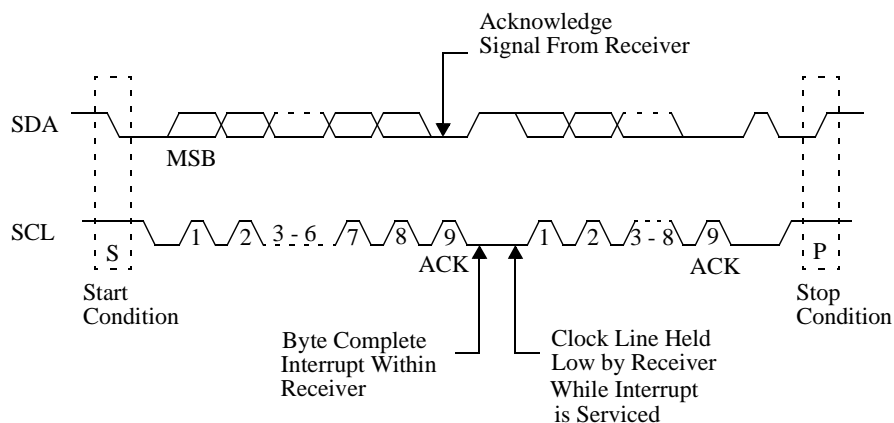 Acknowledge
Signal From Receiver
SDA
MSB
SCL
S
1
2
3 - 6
7
8
9
ACK
1
2
3 - 8
9
ACK
P
Start
Condition
Stop
Condition
Byte Complete
Interrupt Within
Receiver
Clock Line Held
Low by Receiver
While Interrupt
is Serviced